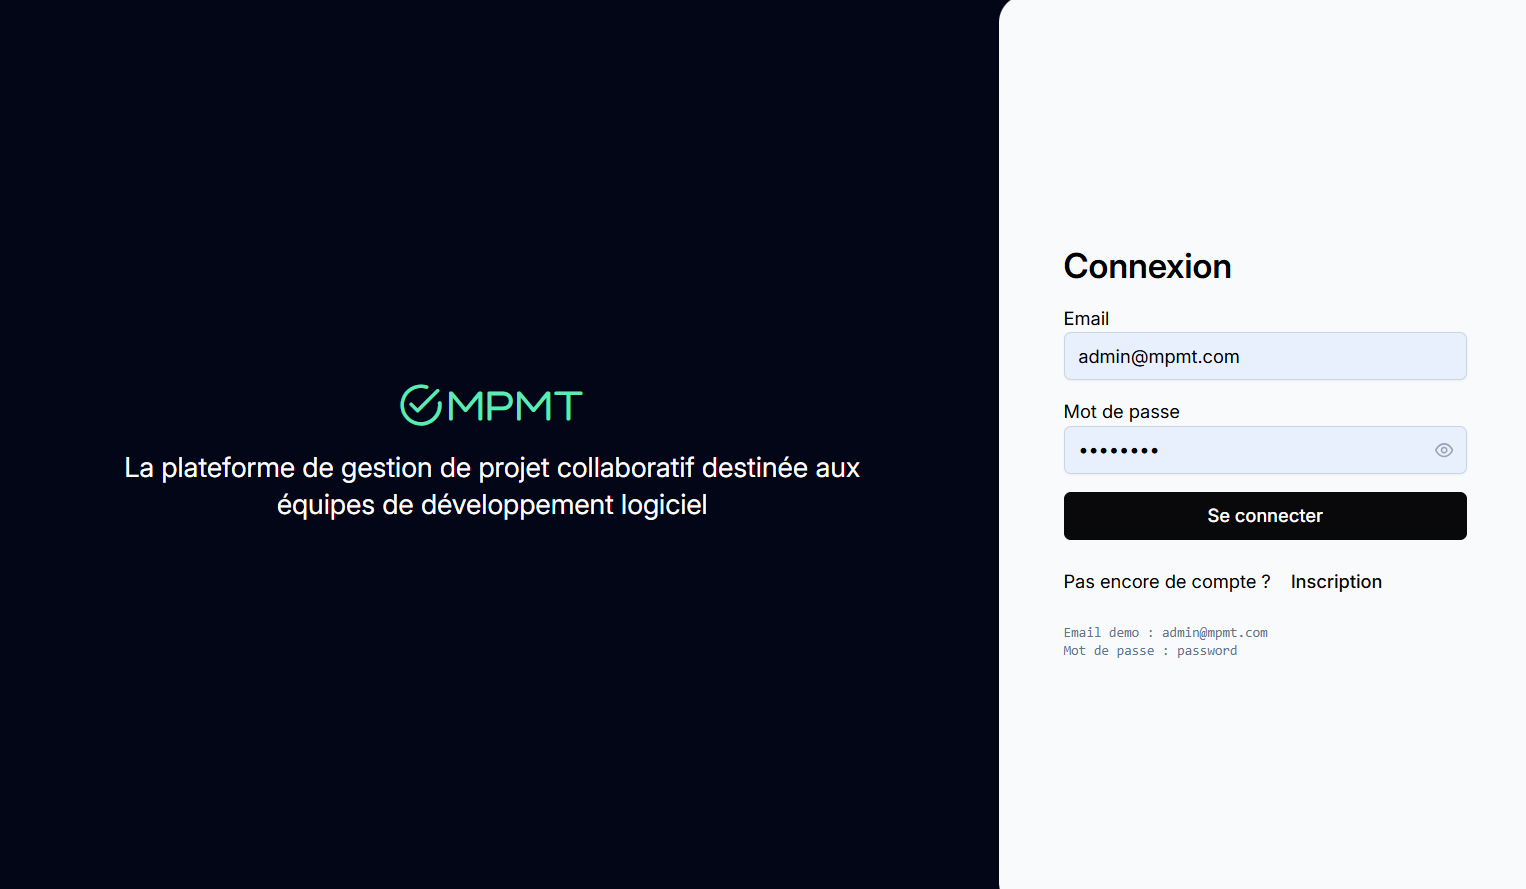 MPMT
La plateforme de gestion de projet collaboratif destinée aux
équipes de développement logiciel
Connexion
Email
admin@mpmt.com
Mot de passe
••••••••
Se connecter
Pas encore de compte ? Inscription
Email demo : admin@mpmt.com
Mot de passe : password